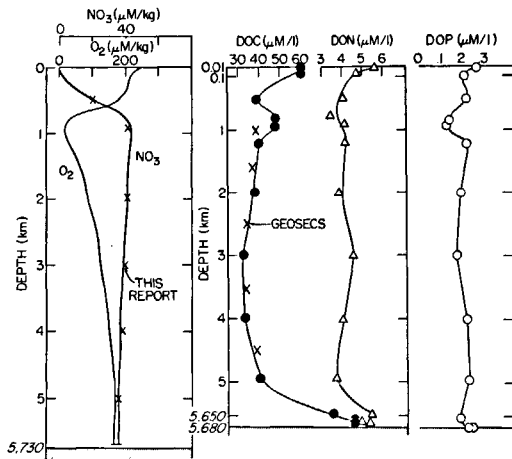 NO₃(μM/kg)
0 40
O₂(μM/kg)
0 200
0
1
2
3
4
5
5,730
DEPTH (km)
O₂
NO₃
THIS
REPORT
DOC(μM/l)
30 40 50 60
0.01
0.1
1
2
3
4
5
5,650
5,680
DEPTH (km)
GEOSECS
DON(μM/l)
3 4 5 6
DOP(μM/l)
0 1 2 3